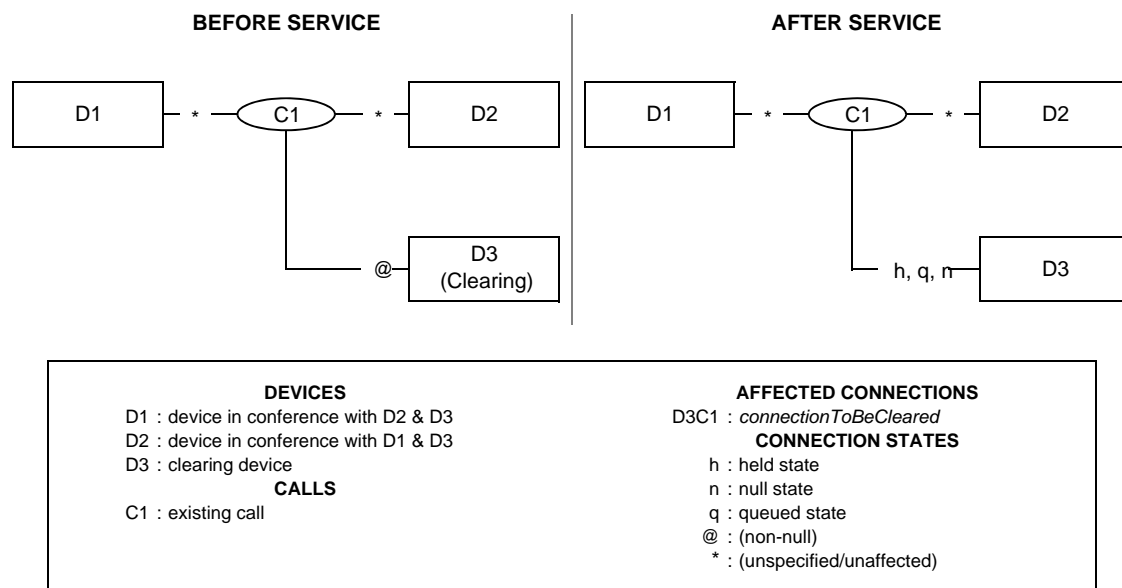 BEFORE SERVICE
AFTER SERVICE
D1 * C1 * D2
D1 * C1 * D2
@ D3
(Clearing)
h, q, n D3
DEVICES
D1 : device in conference with D2 & D3
D2 : device in conference with D1 & D3
D3 : clearing device
CALLS
C1 : existing call
AFFECTED CONNECTIONS
D3C1 : connectionToBeCleared
CONNECTION STATES
h : held state
n : null state
q : queued state
@ : (non-null)
* : (unspecified/unaffected)